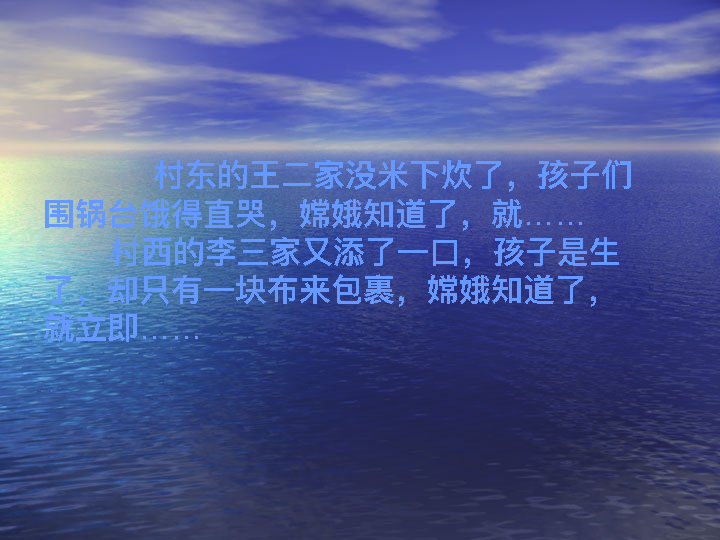 村东的王二家没米下炊了，孩子们
围锅台饿得直哭，嫦娥知道了，就……
村西的李三家又添了一口，孩子是生
了，却只有一块布来包裹，嫦娥知道了，
就立即……